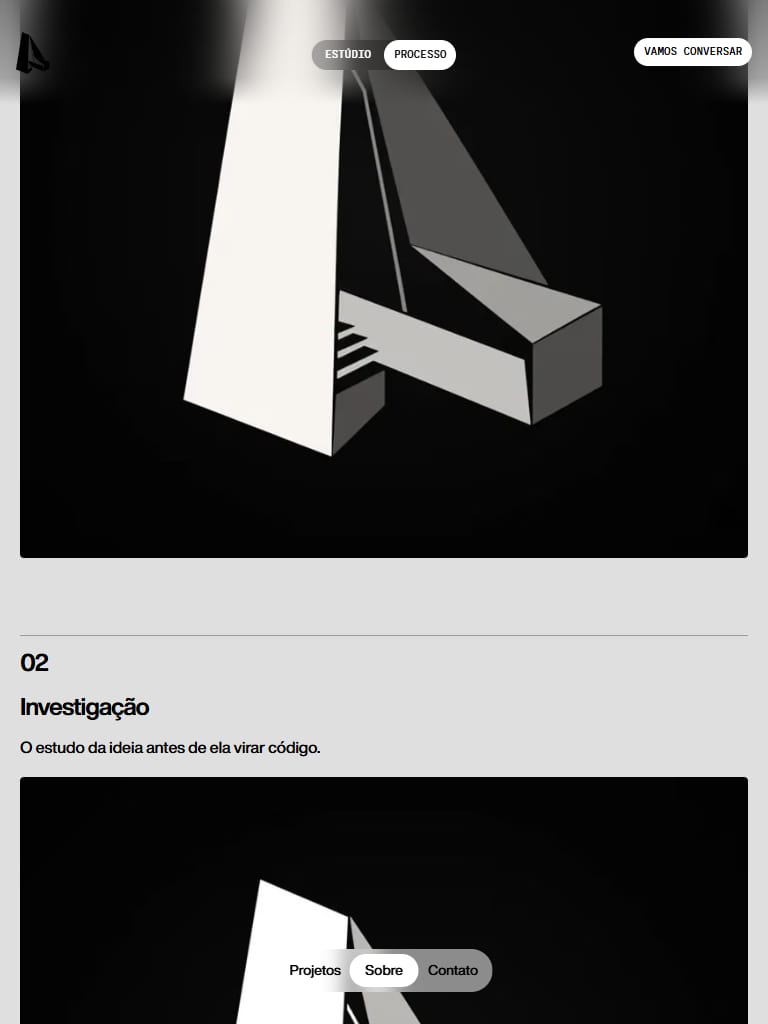 ESTÚDIO
PROCESSO
VAMOS CONVERSAR
02
Investigação
O estudo da ideia antes de ela virar código.
Projetos
Sobre
Contato